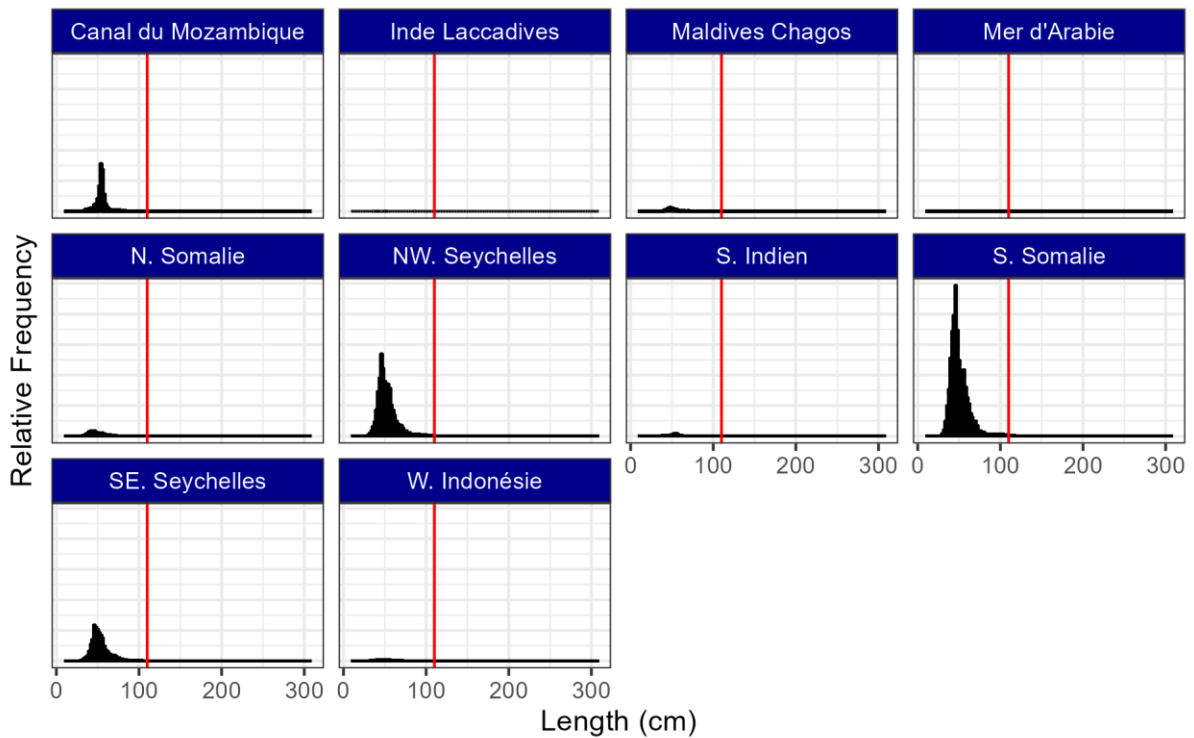 Canal du Mozambique
Inde Laccadives
Maldives Chagos
Mer d'Arabie
N. Somalie
NW. Seychelles
S. Indien
S. Somalie
0 100 200 300
0 100 200 300
SE. Seychelles
W. Indonésie
0 100 200 300
0 100 200 300
Relative Frequency
Length (cm)